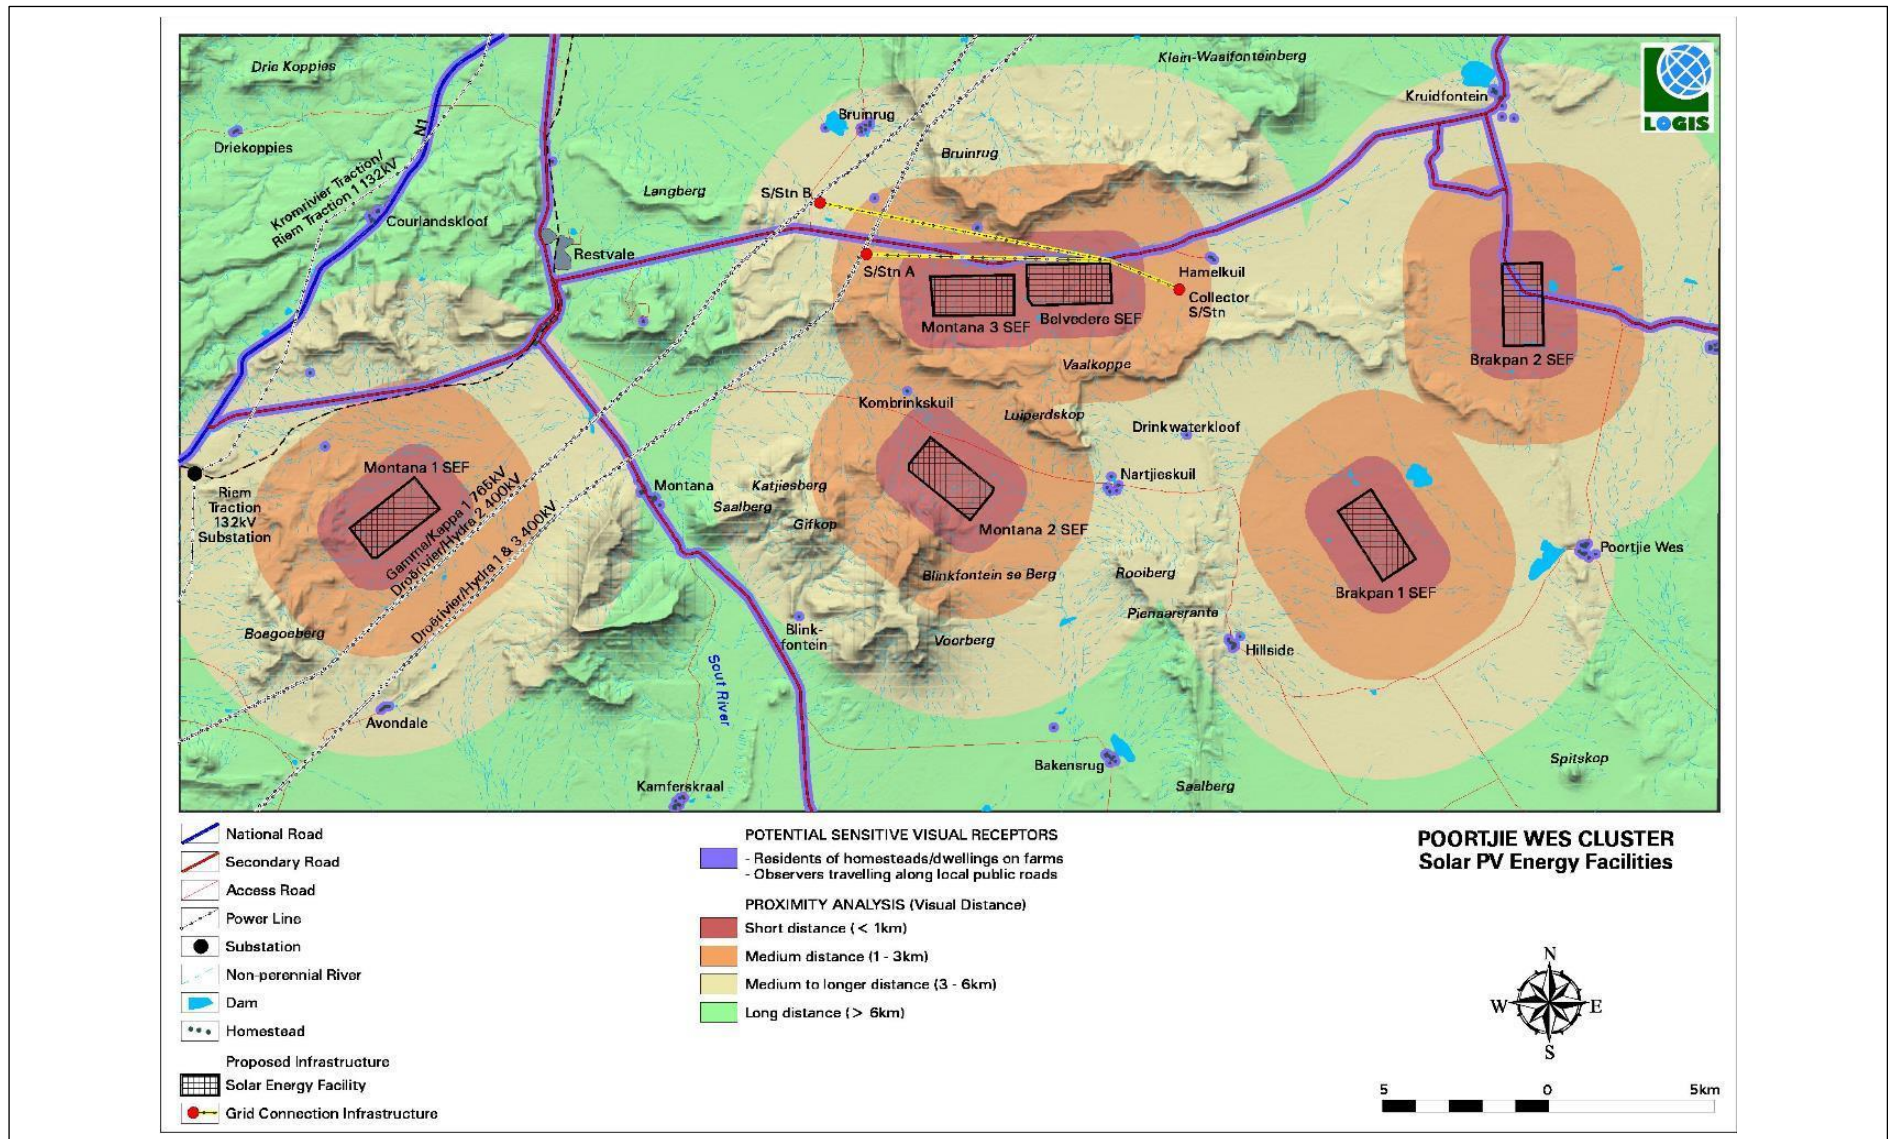 Drie Koppies
Klein-Waaifonteinberg
LOGIS
Kruidfontein
Bruinrug
N1
Driekoppies
Bruinrug
Kromrivier Traction/
Riem Traction 1 132kV
Langberg
S/Stn B
Courlandskloof
Restvale
S/Stn A
Hamelkuil
Collector
S/Stn
Montana 3 SEF
Belvedere SEF
Vaalkoppe
Brakpan 2 SEF
Kombrinkskuil
Luiperdskop
Drinkwaterkloof
Montana 1 SEF
Riem
Traction
132kV
Substation
Gamma/Kappa 1 765kV
Droërivier/Hydra 2 400kV
Droërivier/Hydra 1 & 3 400kV
Montana
Katjiesberg
Saalberg
Gifkop
Nartjieskuil
Montana 2 SEF
Poortjie Wes
Blinkfontein se Berg
Rooiberg
Brakpan 1 SEF
Pienaarsrante
Boegoeberg
Blink-
fontein
Voorberg
Hillside
Sout River
Avondale
Bakensrug
Spitskop
Kamferskraal
Saalberg
National Road
Secondary Road
Access Road
Power Line
Substation
Non-perennial River
Dam
Homestead
Proposed Infrastructure
Solar Energy Facility
Grid Connection Infrastructure
POTENTIAL SENSITIVE VISUAL RECEPTORS
- Residents of homesteads/dwellings on farms
- Observers travelling along local public roads
PROXIMITY ANALYSIS (Visual Distance)
Short distance (< 1km)
Medium distance (1 - 3km)
Medium to longer distance (3 - 6km)
Long distance (> 6km)
POORTJIE WES CLUSTER
Solar PV Energy Facilities
N
W E
S
5 0 5km